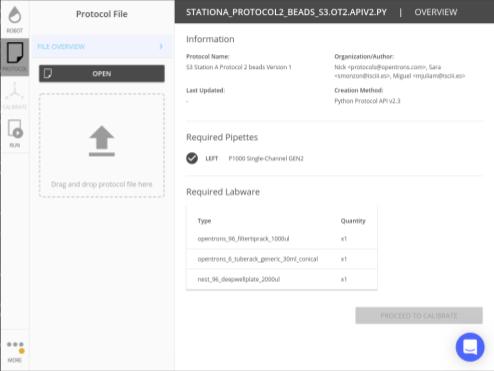 Protocol File
STATIONA_PROTOCOL2_BEADS_S3.OT2.APIV2.PY | OVERVIEW
ROBOT
PROTOCOL
CALIBRATE
RUN
MORE
FILE OVERVIEW
OPEN
Drag and drop protocol file here
Information
Protocol Name:
S3 Station A Protocol 2 beads Version 1
Organization/Author:
Nick <protocols@opentrons.com>, Sara
<smonzon@isciii.es>, Miguel <mjuliam@isciii.es>
Last Updated:
-
Creation Method:
Python Protocol API v2.3
Required Pipettes
LEFT P1000 Single-Channel GEN2
Required Labware
Type Quantity
opentrons_96_filtertiprack_1000ul x1
opentrons_6_tuberack_generic_30ml_conical x1
nest_96_deepwellplate_2000ul x1
PROCEED TO CALIBRATE